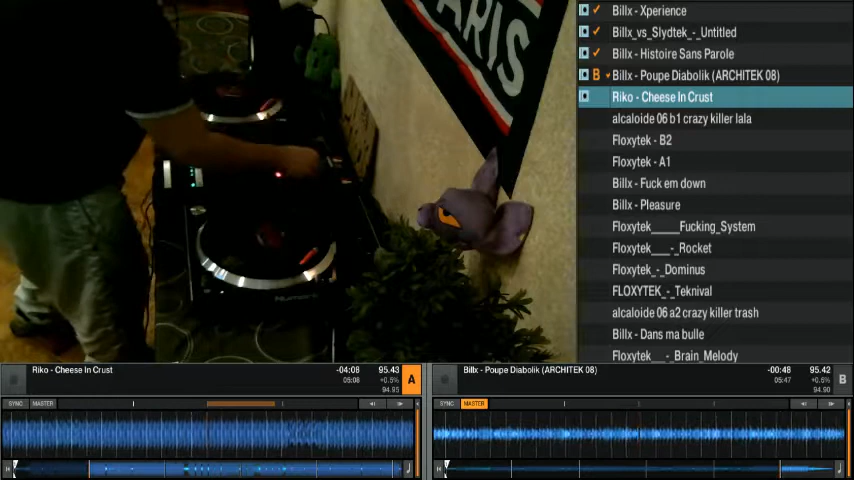 PARIS
Billx - Xperience
Billx_vs_Slydtek_-_Untitled
Billx - Histoire Sans Parole
B Billx - Poupe Diabolik (ARCHITEK 08)
Riko - Cheese In Crust
alcaloide 06 b1 crazy killer lala
Floxytek - B2
Floxytek - A1
Billx - Fuck em down
Billx - Pleasure
Floxytek_____Fucking_System
Floxytek___-_Rocket
Floxytek_-_Dominus
FLOXYTEK_-_Teknival
alcaloide 06 a2 crazy killer trash
Billx - Dans ma bulle
Floxytek__-_Brain_Melody
Riko - Cheese In Crust -04:08 95.43 A
05:08 +0.5%
94.95
SYNC MASTER
Billx - Poupe Diabolik (ARCHITEK 08) -00:48 95.42 B
05:47 +0.6%
94.90
SYNC MASTER
H
H